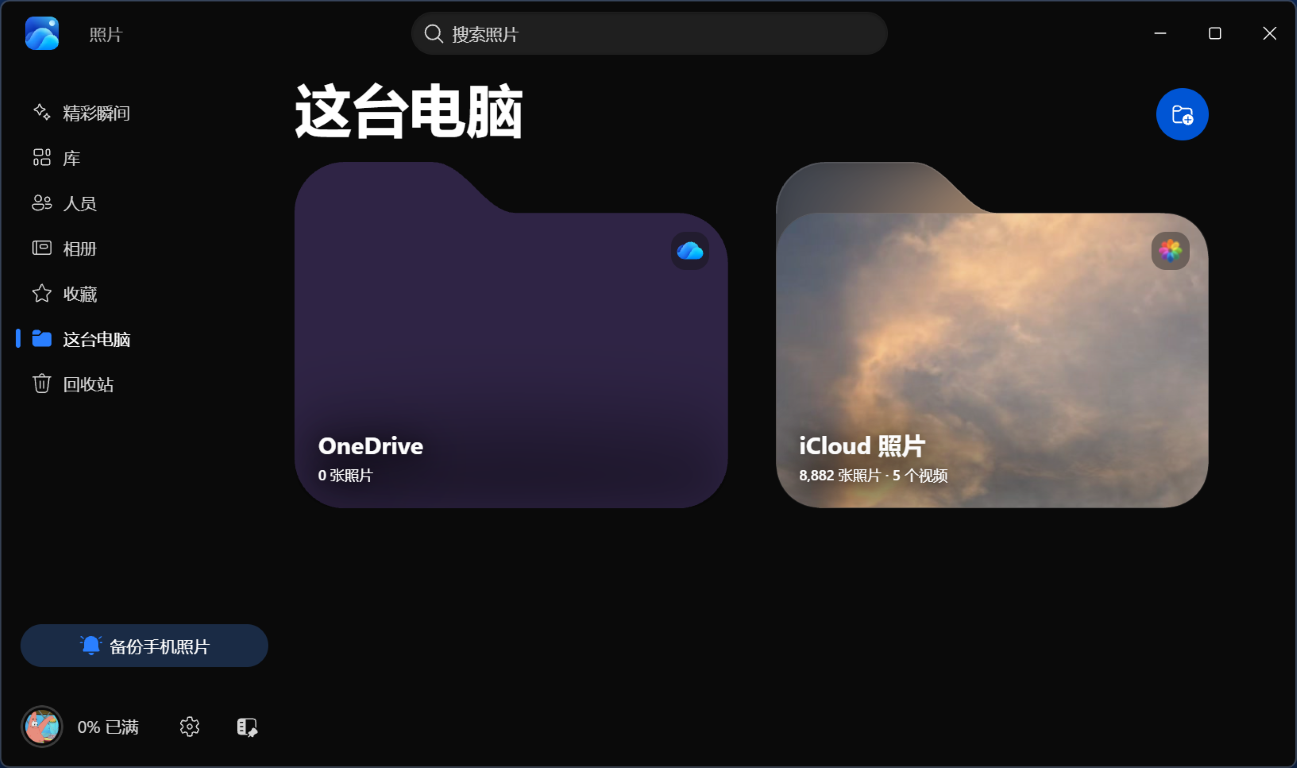 照片
搜索照片
精彩瞬间
库
人员
相册
收藏
这台电脑
回收站
这台电脑
OneDrive
0 张照片
iCloud 照片
8,882 张照片 · 5 个视频
备份手机照片
0% 已满